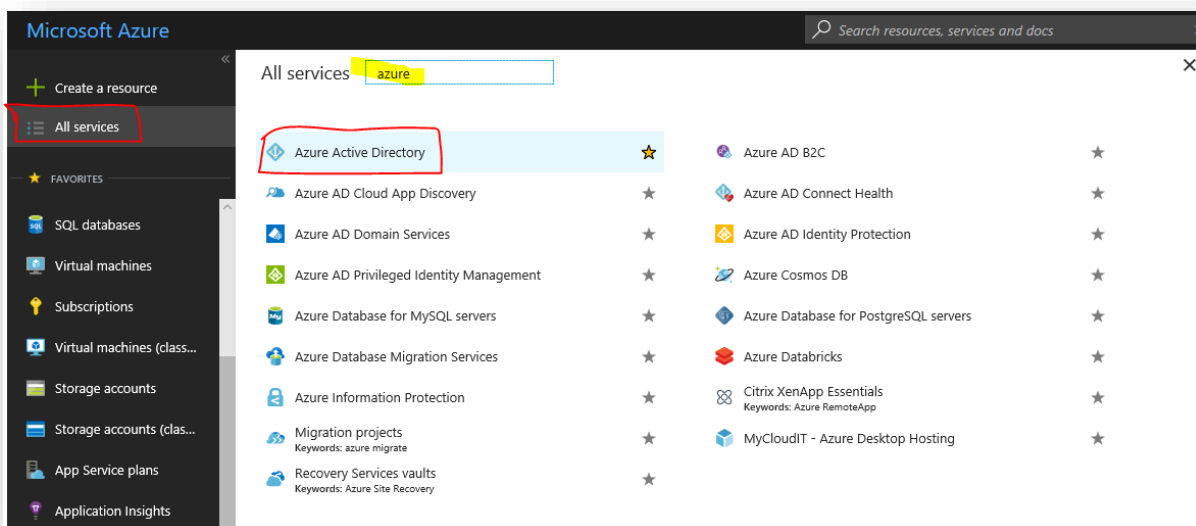 Microsoft Azure
Search resources, services and docs
Create a resource
All services
FAVORITES
SQL databases
Virtual machines
Subscriptions
Virtual machines (class...
Storage accounts
Storage accounts (clas...
App Service plans
Application Insights
All services
azure
Azure Active Directory
Azure AD B2C
Azure AD Cloud App Discovery
Azure AD Connect Health
Azure AD Domain Services
Azure AD Identity Protection
Azure AD Privileged Identity Management
Azure Cosmos DB
Azure Database for MySQL servers
Azure Database for PostgreSQL servers
Azure Database Migration Services
Azure Databricks
Azure Information Protection
Citrix XenApp Essentials
Keywords: Azure RemoteApp
Migration projects
Keywords: azure migrate
MyCloudIT - Azure Desktop Hosting
Recovery Services vaults
Keywords: Azure Site Recovery